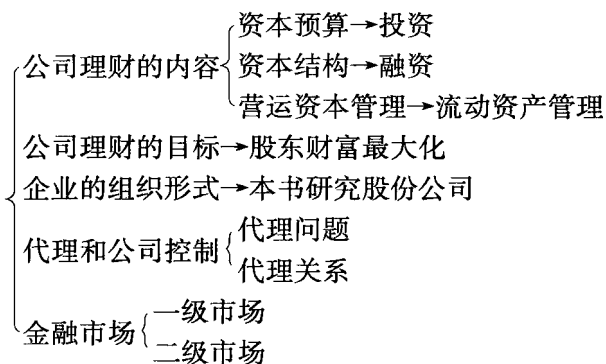 资本预算→投资
公司理财的内容
资本结构→融资
营运资本管理→流动资产管理
公司理财的目标→股东财富最大化
企业的组织形式→本书研究股份公司
代理问题
代理和公司控制
代理关系
一级市场
金融市场
二级市场